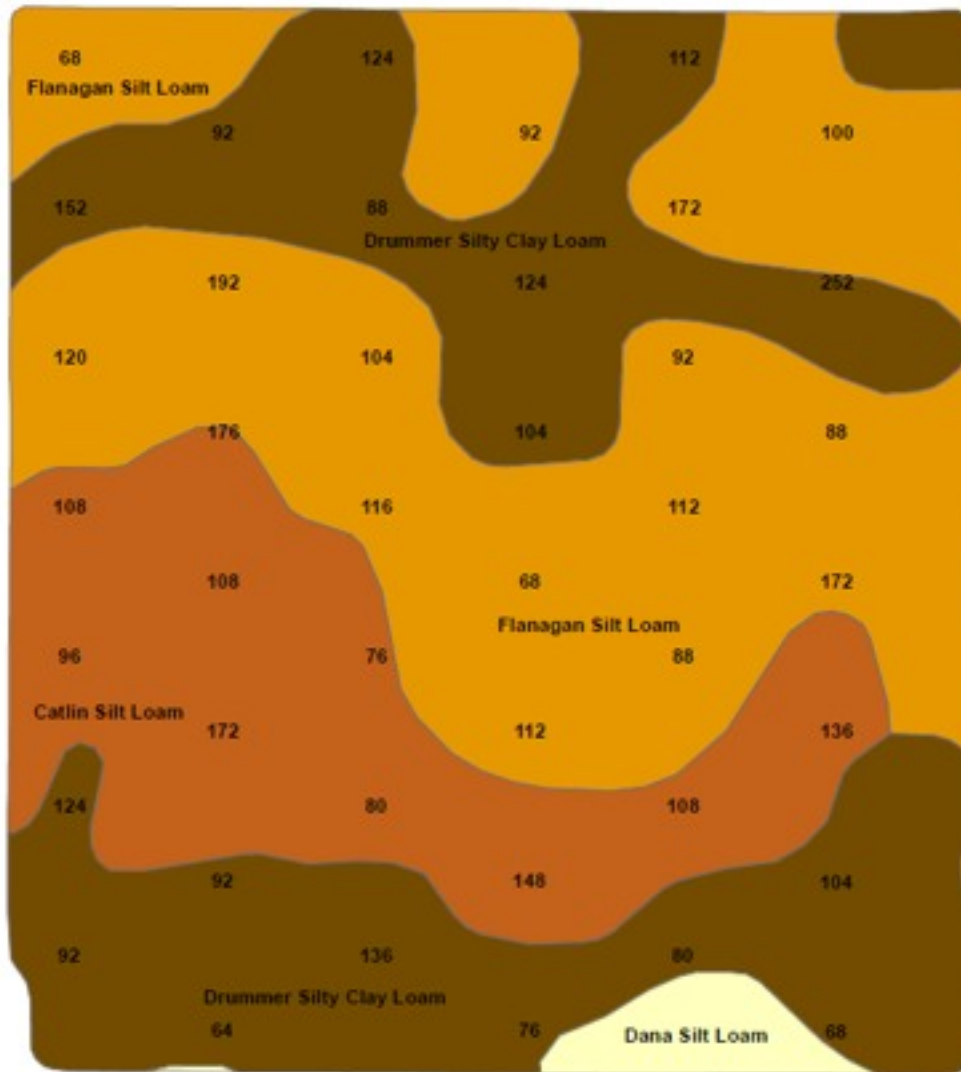 68 124 112
Flanagan Silt Loam
92 92 100
152 88 172
Drummer Silty Clay Loam
192 124 252
120 104 92
176 104 88
108 116 112
108 68 172
Flanagan Silt Loam
96 76 88
Catlin Silt Loam
172 112 136
124 80 108
92 148 104
92 136 80
Drummer Silty Clay Loam
64 76 68
Dana Silt Loam